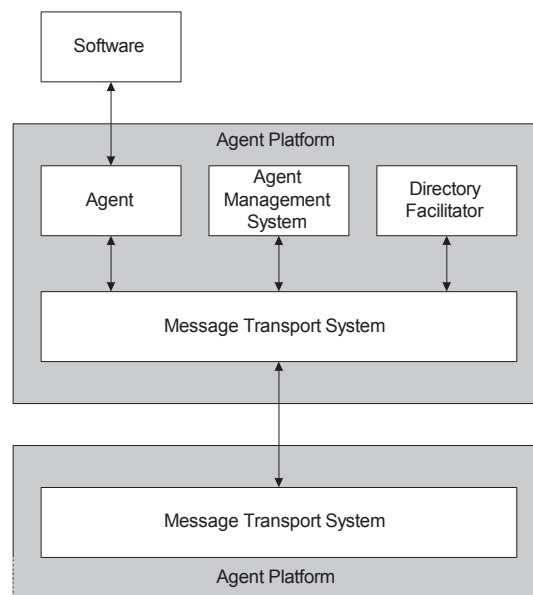 Software
Agent Platform
Agent
Agent
Management
System
Directory
Facilitator
Message Transport System
Message Transport System
Agent Platform